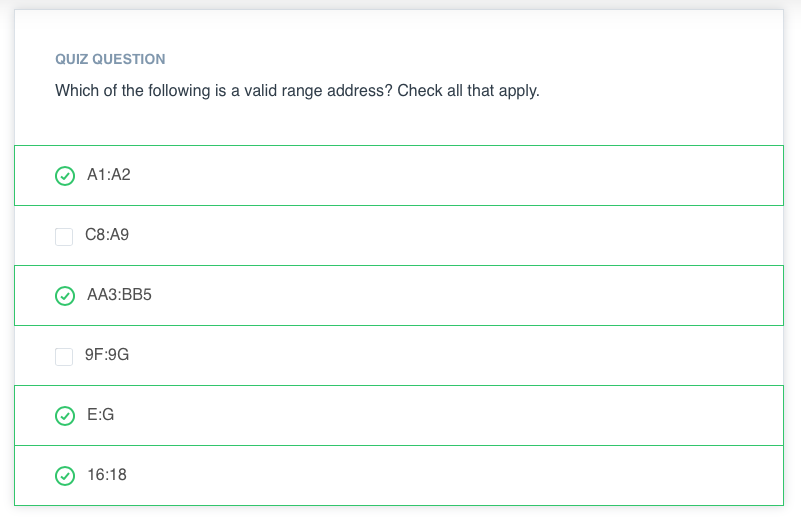 QUIZ QUESTION
Which of the following is a valid range address? Check all that apply.
A1:A2
C8:A9
AA3:BB5
9F:9G
E:G
16:18